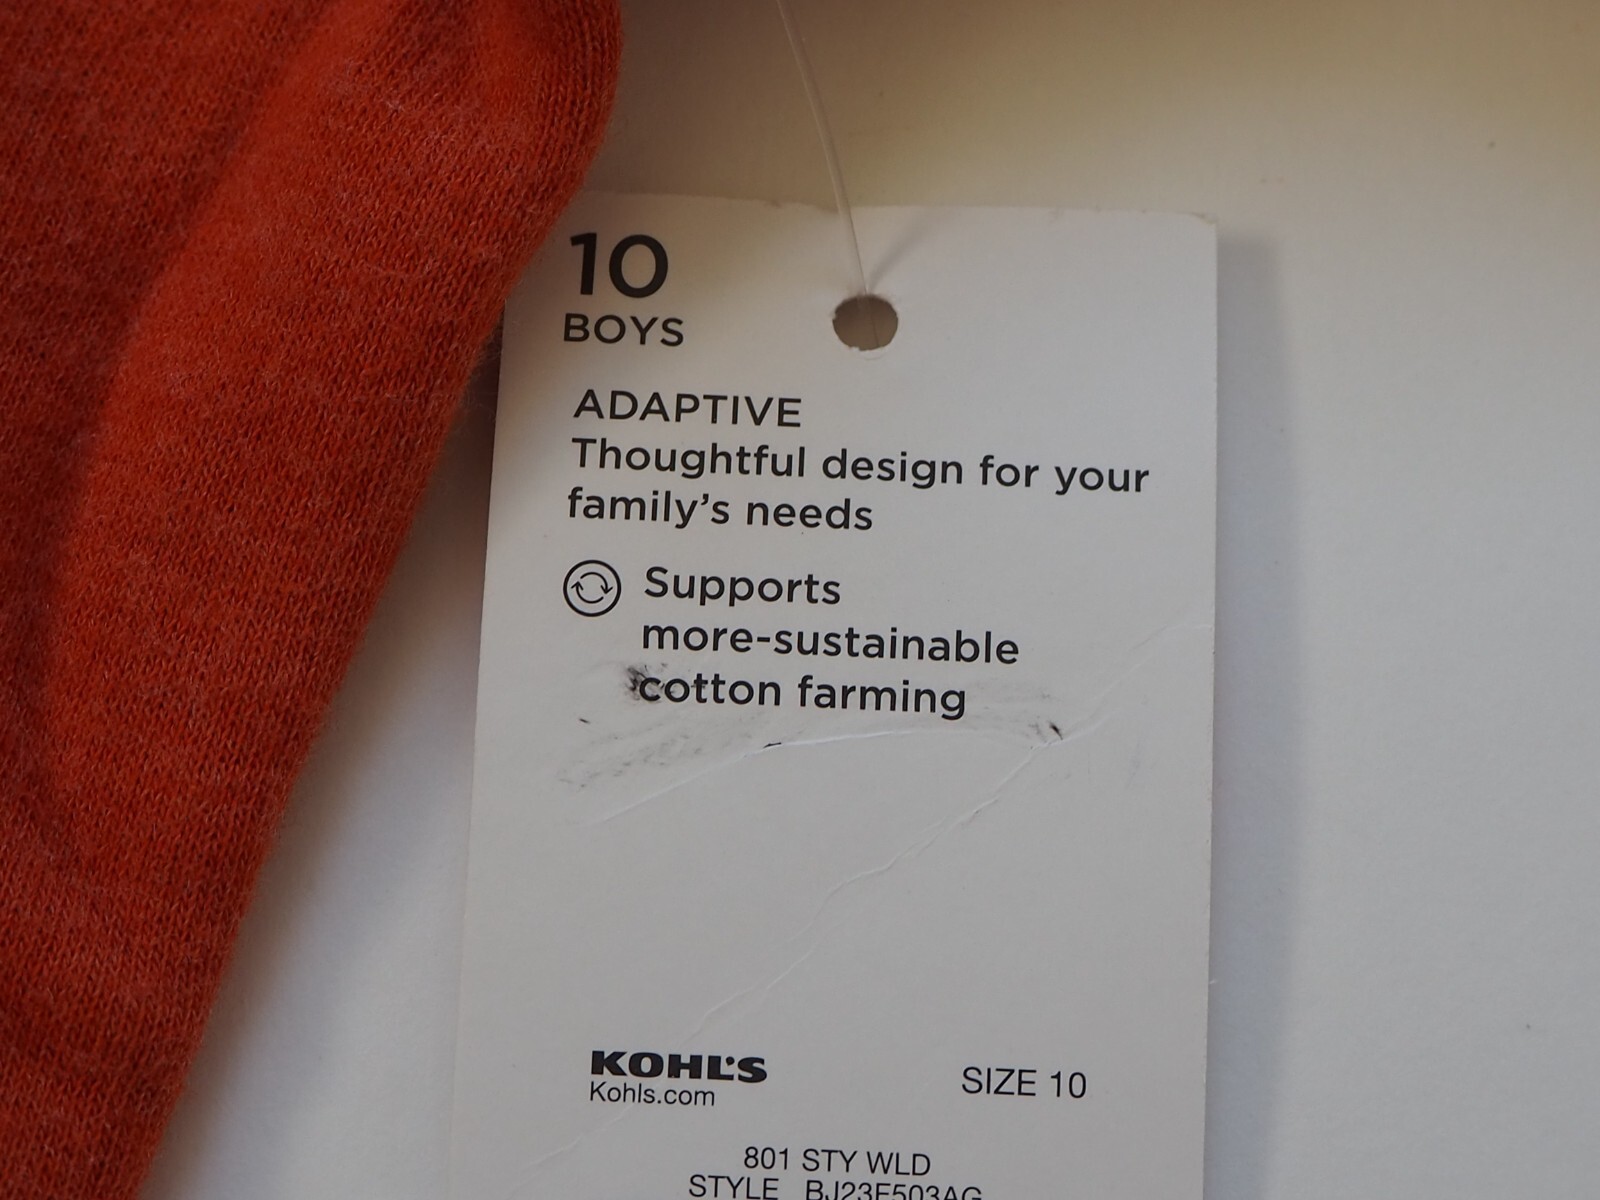 10
BOYS
ADAPTIVE
Thoughtful design for your
family's needs
Supports
more-sustainable
cotton farming
KOHL'S
Kohls.com
SIZE 10
801 STY WLD
STYLE BJ23F503AG